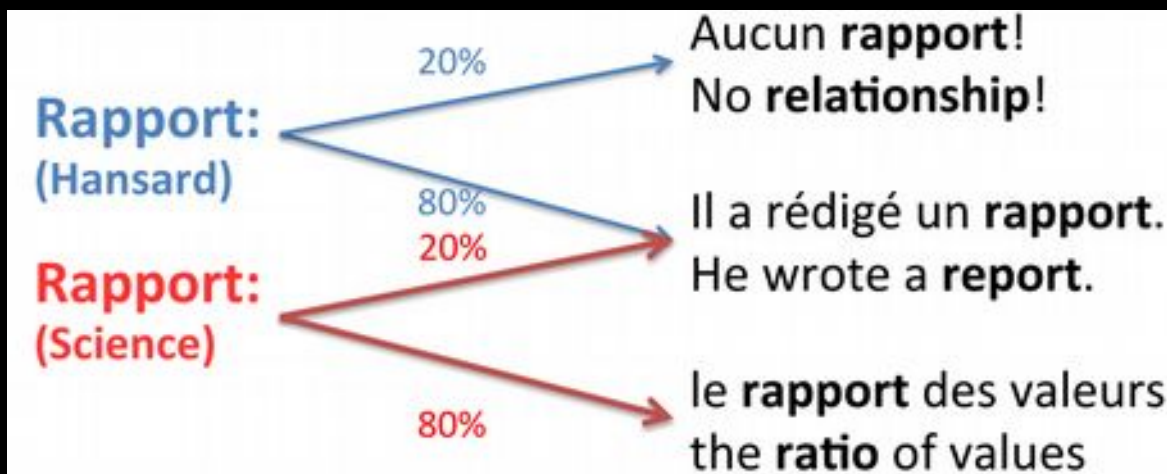 Rapport:
(Hansard)
Rapport:
(Science)
20%
80%
20%
80%
Aucun rapport!
No relationship!
Il a rédigé un rapport.
He wrote a report.
le rapport des valeurs
the ratio of values